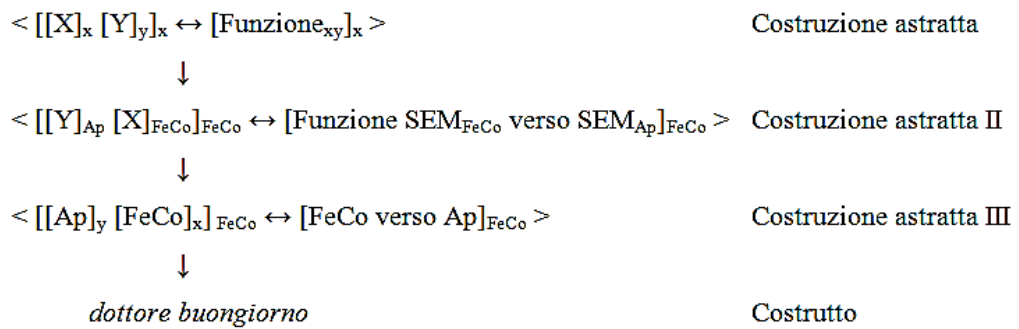 < [[X]ₓ [Y]y]ₓ ↔ [Funzionexy]ₓ > Costruzione astratta
↓
< [[Y]Ap [X]FeCo]FeCo ↔ [Funzione SEMFeCo verso SEMAp]FeCo > Costruzione astratta II
↓
< [[Ap]y [FeCo]x] FeCo ↔ [FeCo verso Ap]FeCo > Costruzione astratta III
↓
dottore buongiorno Costrutto